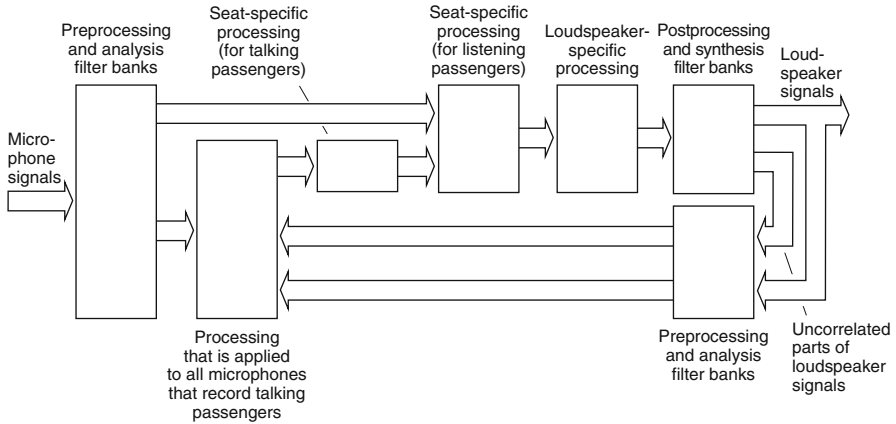 Preprocessing
and analysis
filter banks
Seat-specific
processing
(for talking
passengers)
Seat-specific
processing
(for listening
passengers)
Loudspeaker-
specific
processing
Postprocessing
and synthesis
filter banks
Loud-
speaker
signals
Micro-
phone
signals
Processing
that is applied
to all microphones
that record talking
passengers
Preprocessing
and analysis
filter banks
Uncorrelated
parts of
loudspeaker
signals